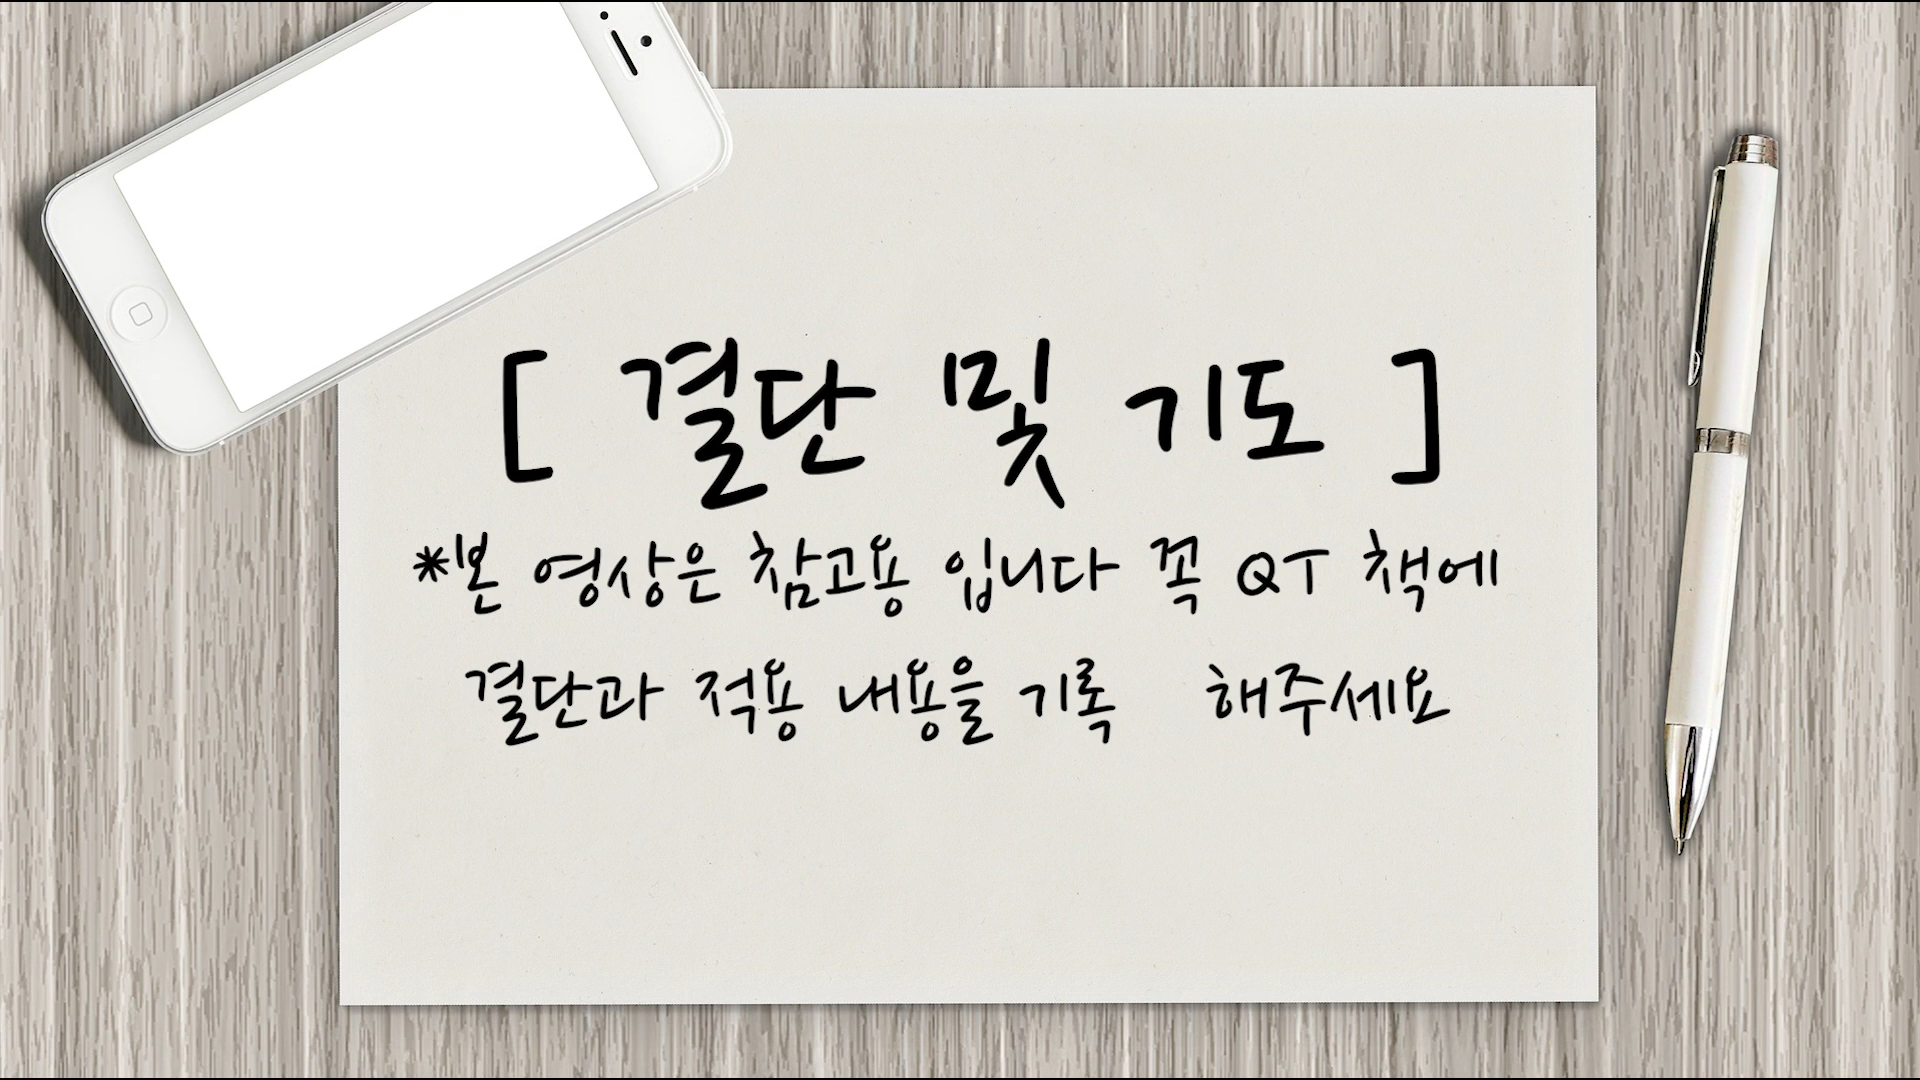 [ 결단 및 기도 ]
*본 영상은 참고용 입니다 꼭 QT 책에
결단과 적용 내용을 기록 해주세요